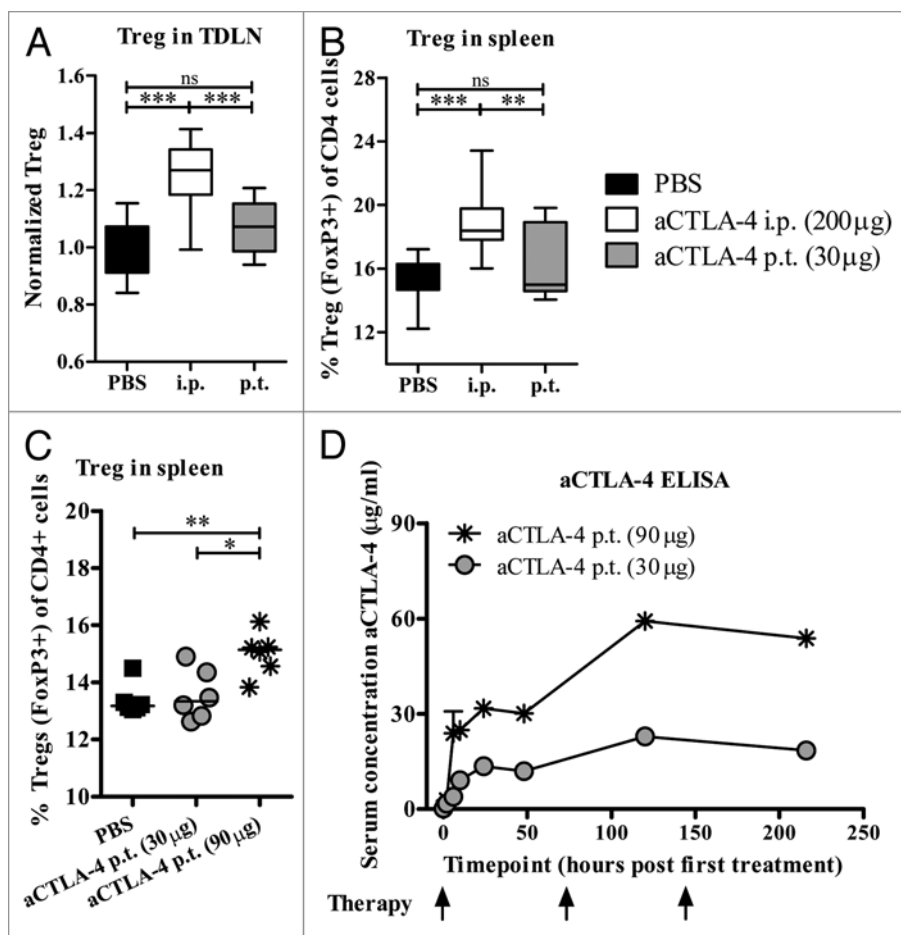 A
Treg in TDLN
ns
*** ***
1.6
1.4
1.2
1.0
0.8
0.6
Normalized Treg
PBS i.p. p.t.
B
Treg in spleen
ns
*** **
28
24
20
16
12
% Treg (FoxP3+) of CD4 cells
PBS i.p. p.t.
PBS
aCTLA-4 i.p. (200µg)
aCTLA-4 p.t. (30µg)
C
Treg in spleen
**
*
20
18
16
14
12
10
% Tregs (FoxP3+) of CD4+ cells
PBS
aCTLA-4 p.t. (30µg)
aCTLA-4 p.t. (90µg)
D
aCTLA-4 ELISA
aCTLA-4 p.t. (90µg)
aCTLA-4 p.t. (30µg)
90
60
30
0
Serum concentration aCTLA-4 (µg/ml)
0 50 100 150 200 250
Timepoint (hours post first treatment)
Therapy